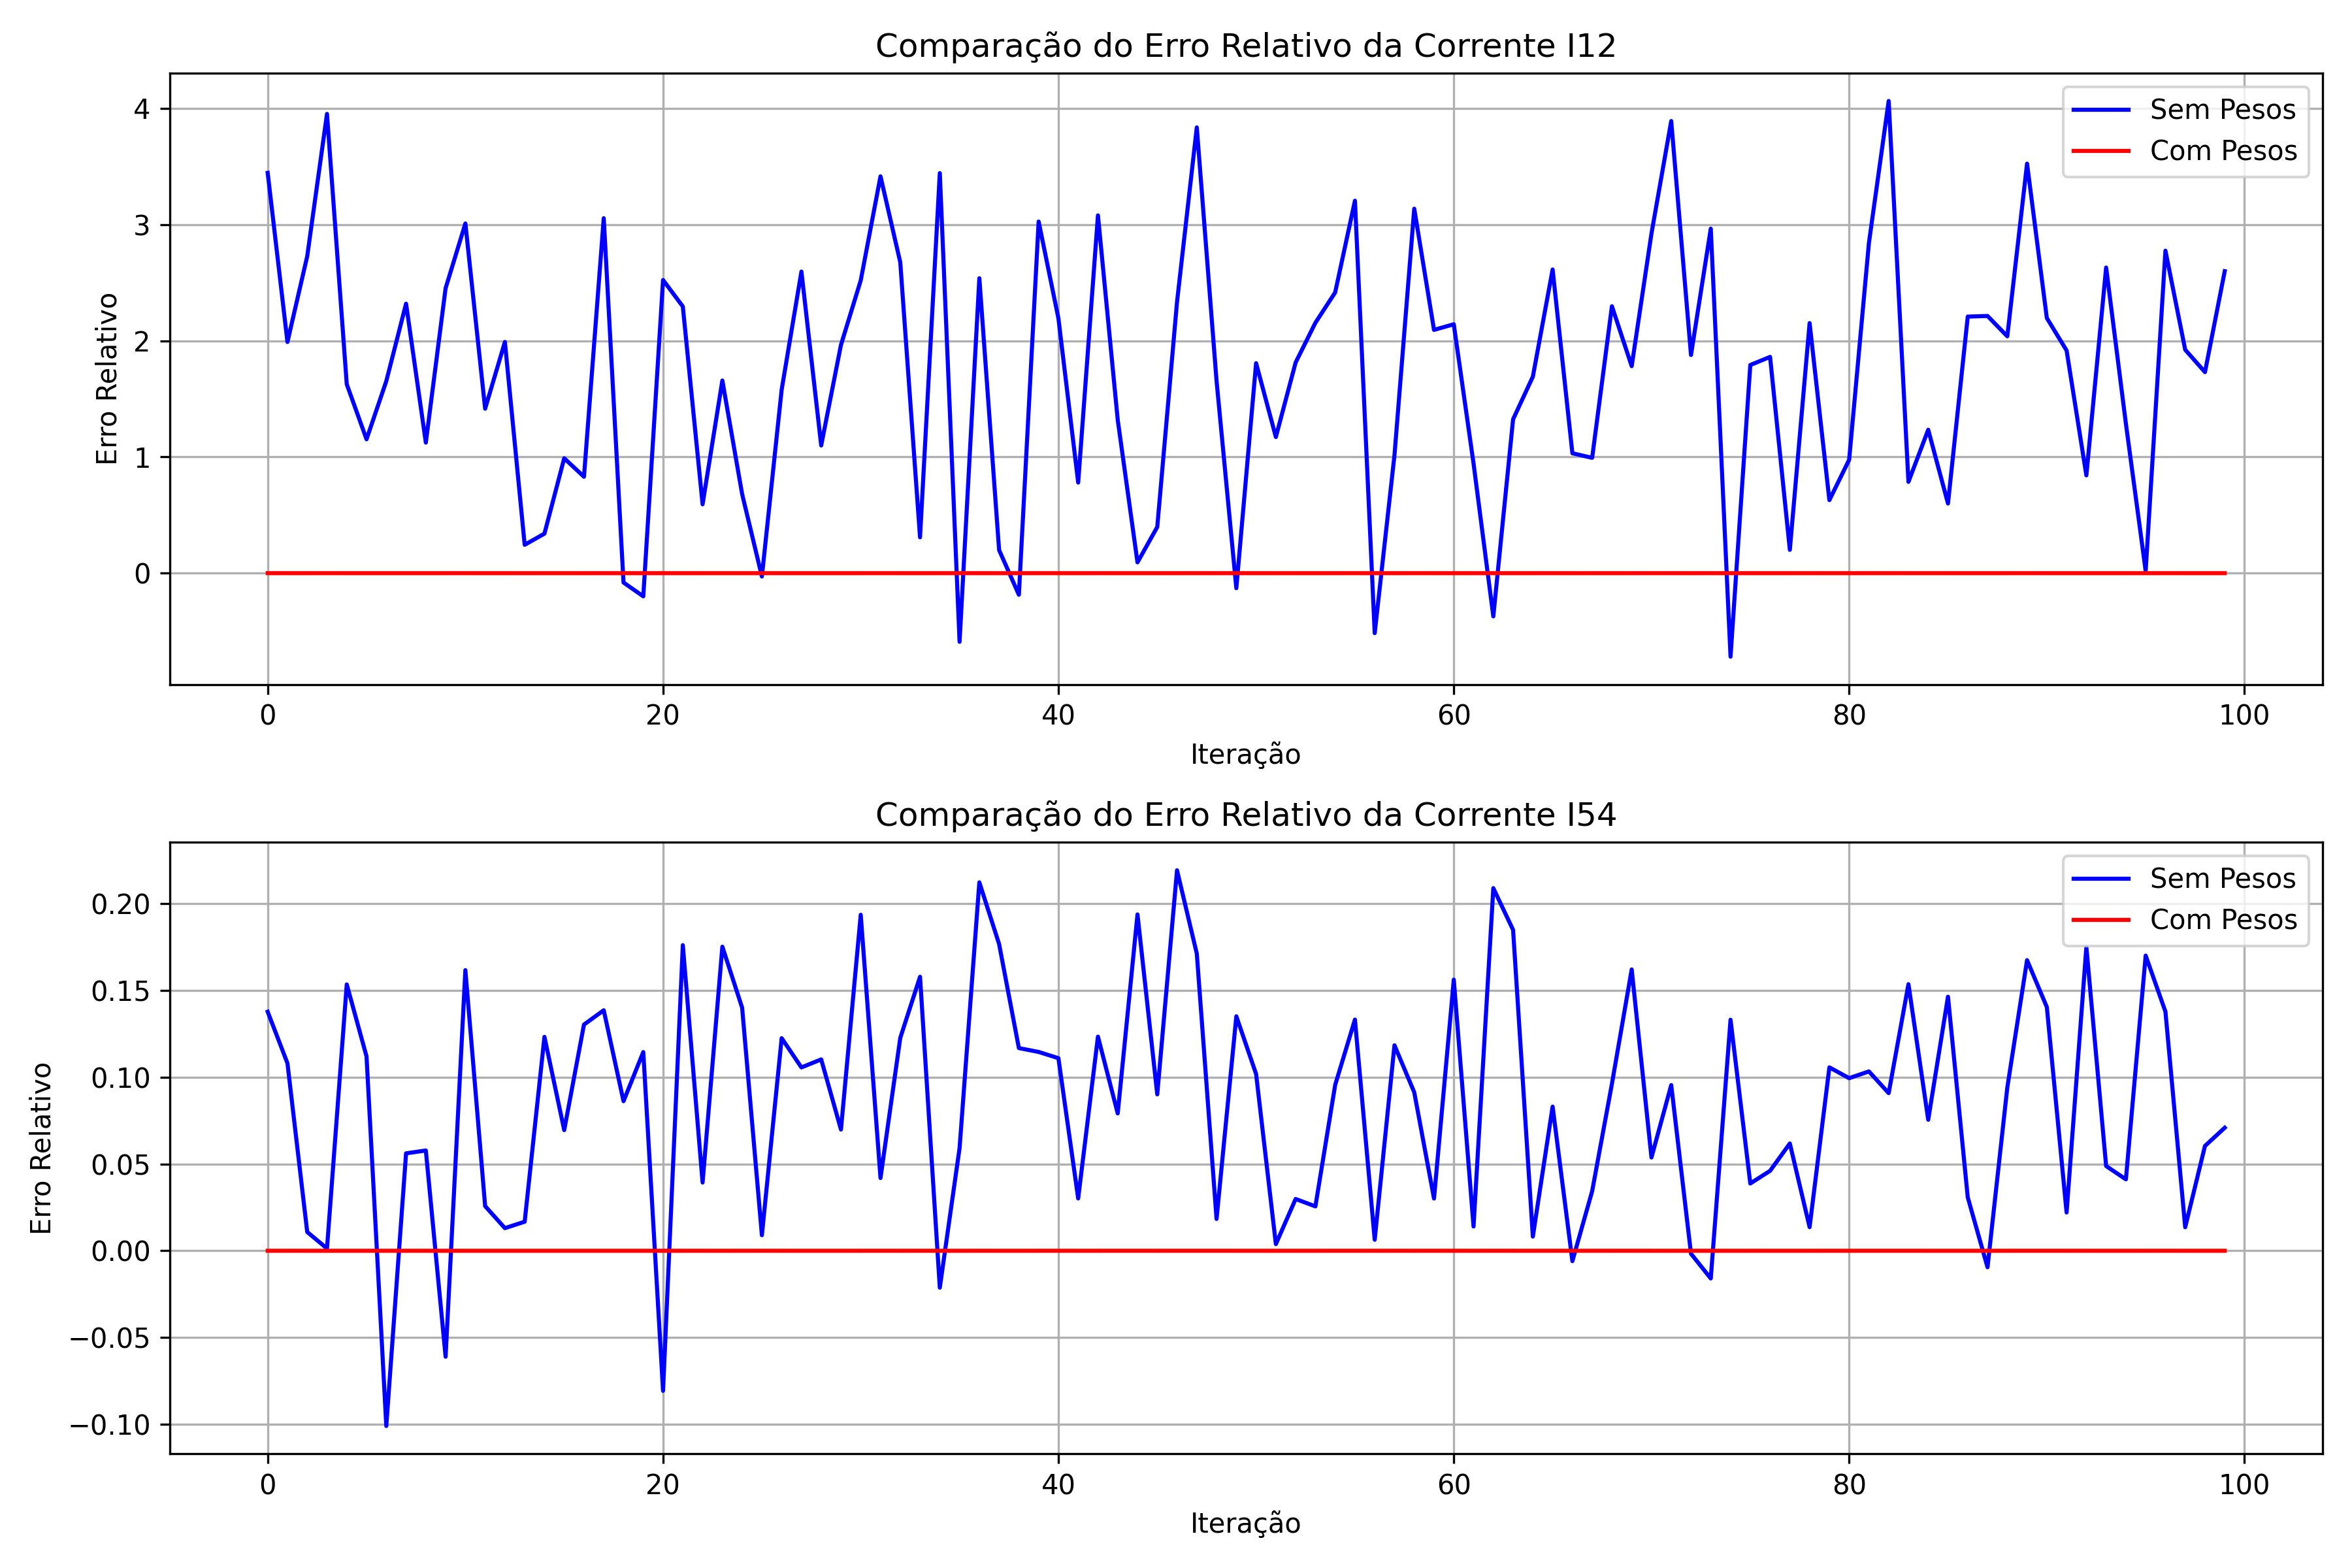 Comparação do Erro Relativo da Corrente I12
Sem Pesos
Com Pesos
4
3
2
1
0
Erro Relativo
0 20 40 60 80 100
Iteração
Comparação do Erro Relativo da Corrente I54
Sem Pesos
Com Pesos
0.20
0.15
0.10
0.05
0.00
−0.05
−0.10
Erro Relativo
0 20 40 60 80 100
Iteração